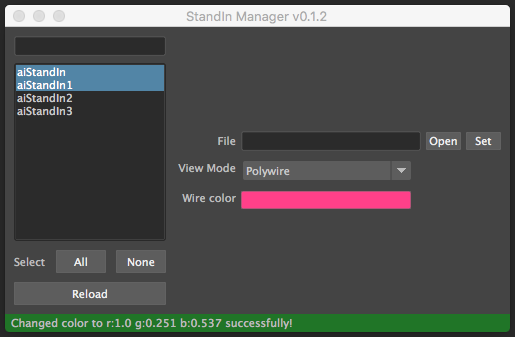 StandIn Manager v0.1.2
aiStandIn
aiStandIn1
aiStandIn2
aiStandIn3
File
Open
Set
View Mode
Polywire
Wire color
Select
All
None
Reload
Changed color to r:1.0 g:0.251 b:0.537 successfully!